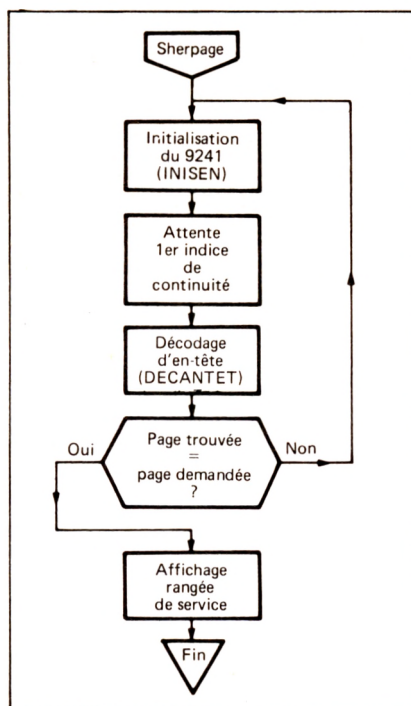 Sherpage
Initialisation
du 9241
(INISEN)
Attente
1er indice
de
continuité
Décodage
d'en-tête
(DECANTET)
Oui
Page trouvée
Non
=
page demandée
?
Affichage
rangée
de service
Fin